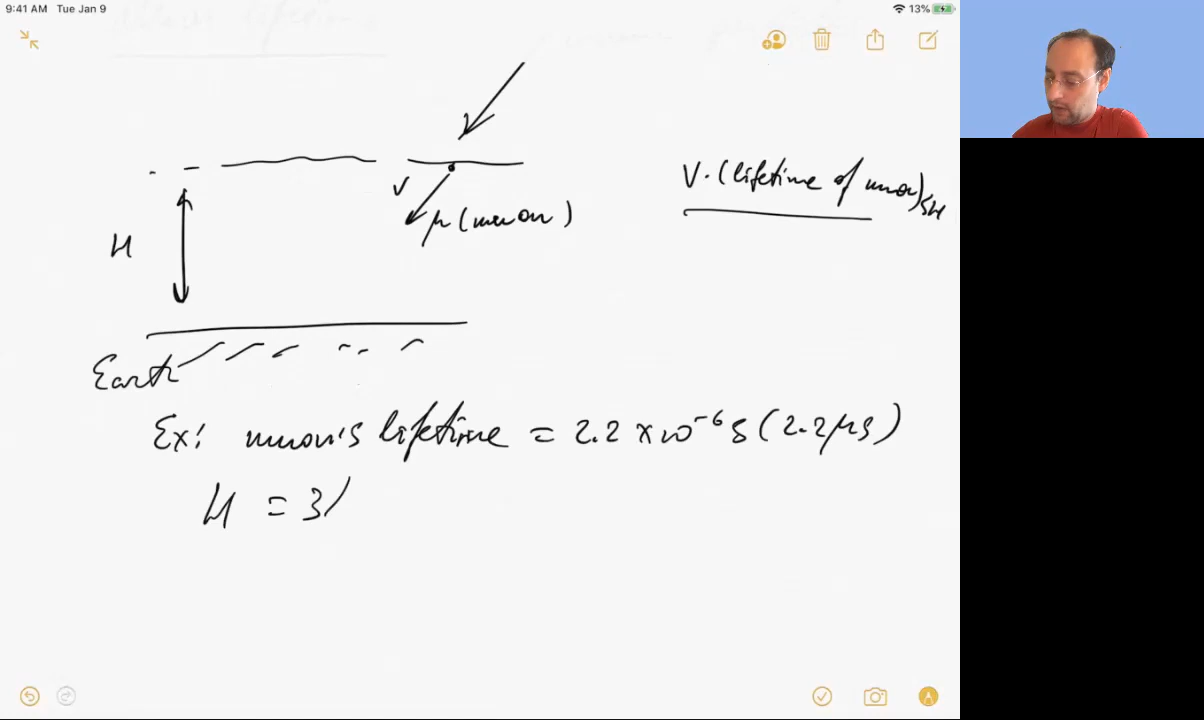 9:41 AM Tue Jan 9
13%
V
μ (muon)
V·(lifetime of muon)≤H
H
Earth
Ex: muon's lifetime = 2.2 × 10⁻⁶ s (2.2 μs)
H = 3